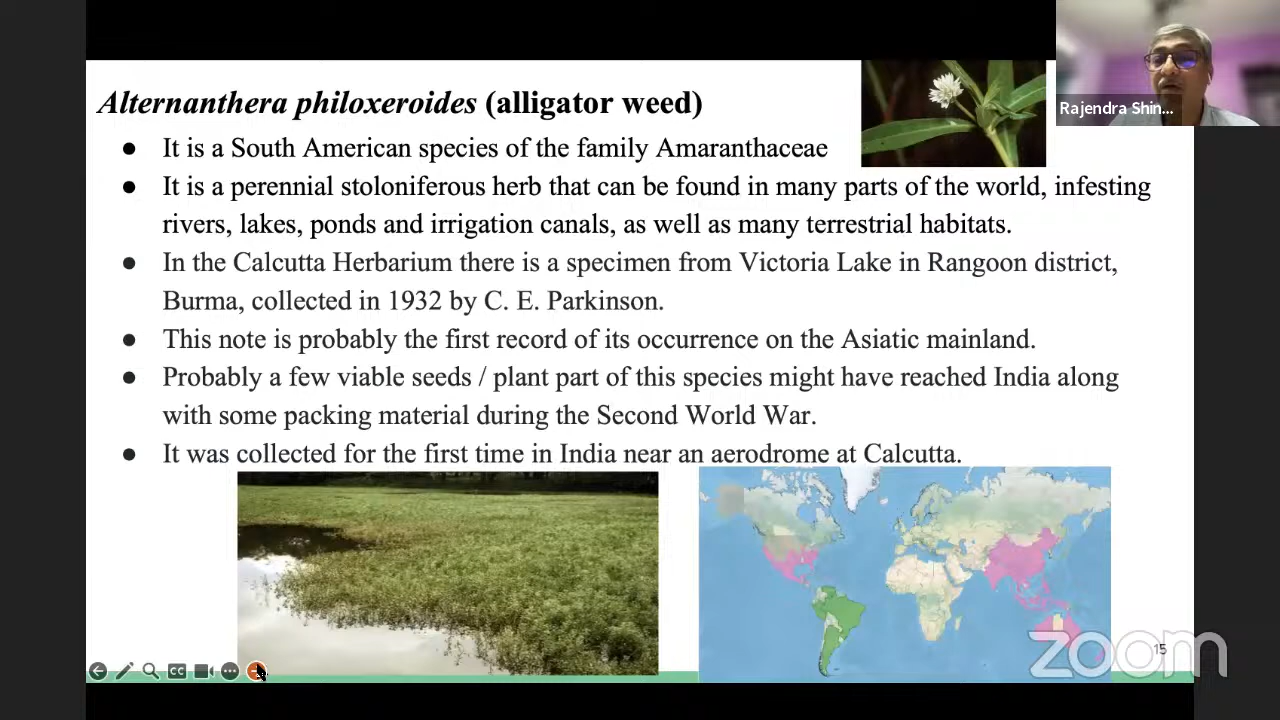 Alternanthera philoxeroides (alligator weed)
● It is a South American species of the family Amaranthaceae
● It is a perennial stoloniferous herb that can be found in many parts of the world, infesting
rivers, lakes, ponds and irrigation canals, as well as many terrestrial habitats.
● In the Calcutta Herbarium there is a specimen from Victoria Lake in Rangoon district,
Burma, collected in 1932 by C. E. Parkinson.
● This note is probably the first record of its occurrence on the Asiatic mainland.
● Probably a few viable seeds / plant part of this species might have reached India along
with some packing material during the Second World War.
● It was collected for the first time in India near an aerodrome at Calcutta.
Rajendra Shin...
CC
15
zoom